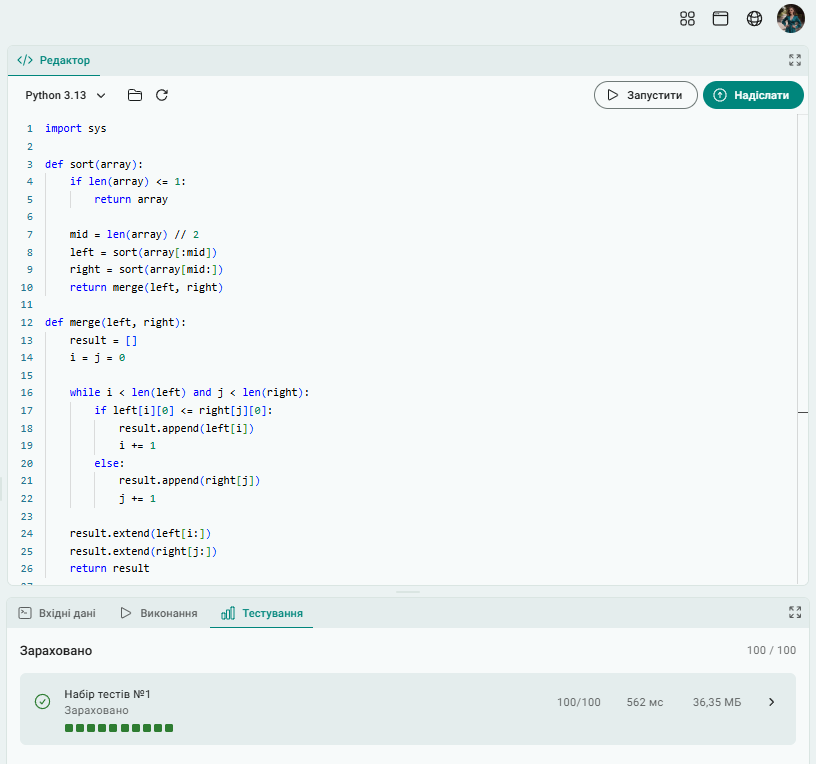 </> Редактор
Python 3.13
Запустити
Надіслати
1 import sys
2
3 def sort(array):
4     if len(array) <= 1:
5         return array
6
7     mid = len(array) // 2
8     left = sort(array[:mid])
9     right = sort(array[mid:])
10     return merge(left, right)
11
12 def merge(left, right):
13     result = []
14     i = j = 0
15
16     while i < len(left) and j < len(right):
17         if left[i][0] <= right[j][0]:
18             result.append(left[i])
19             i += 1
20         else:
21             result.append(right[j])
22             j += 1
23
24     result.extend(left[i:])
25     result.extend(right[j:])
26     return result
Вхідні дані
Виконання
Тестування
Зараховано 100 / 100
Набір тестів №1
Зараховано
100/100 562 мс 36,35 МБ